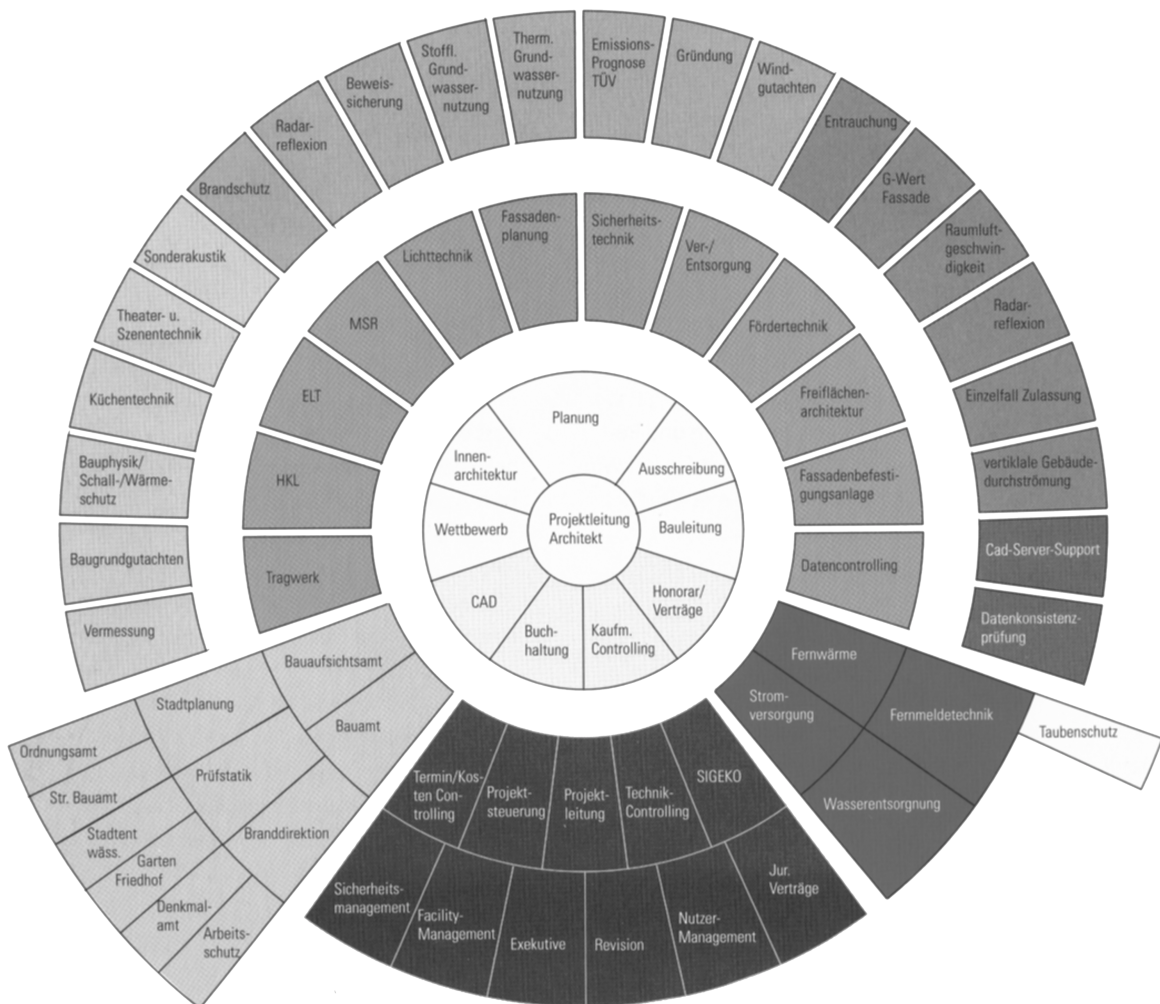 Vermessung
Baugrundgutachten
Bauphysik/
Schall-/Wärme-
schutz
Küchentechnik
Theater- u.
Szenentechnik
Sonderakustik
Brandschutz
Radar-
reflexion
Beweis-
sicherung
Stoffl.
Grund-
wasser-
nutzung
Therm.
Grund-
wasser-
nutzung
Emissions-
Prognose
TÜV
Gründung
Wind-
gutachten
Entrauchung
G-Wert
Fassade
Raumluft-
geschwin-
digkeit
Radar-
reflexion
Einzelfall Zulassung
vertiklale Gebäude-
durchströmung
Cad-Server-Support
Datenkonsistenz-
prüfung
Tragwerk
HKL
ELT
MSR
Lichttechnik
Fassaden-
planung
Sicherheits-
technik
Ver-/
Entsorgung
Fördertechnik
Freiflächen-
architektur
Fassadenbefesti-
gungsanlage
Datencontrolling
Planung
Ausschreibung
Bauleitung
Honorar/
Verträge
Kaufm.
Controlling
Buch-
haltung
CAD
Wettbewerb
Innen-
architektur
Projektleitung
Architekt
Bauaufsichtsamt
Bauamt
Stadtplanung
Prüfstatik
Branddirektion
Ordnungsamt
Str. Bauamt
Stadtent
wäss.
Garten
Friedhof
Denkmal-
amt
Arbeits-
schutz
Termin/Kos-
ten Con-
trolling
Projekt-
steuerung
Projekt-
leitung
Technik-
Controlling
SIGEKO
Sicherheits-
management
Facility-
Management
Exekutive
Revision
Nutzer-
Management
Jur.
Verträge
Fernwärme
Strom-
versorgung
Fernmeldetechnik
Wasserentsorgnung
Taubenschutz